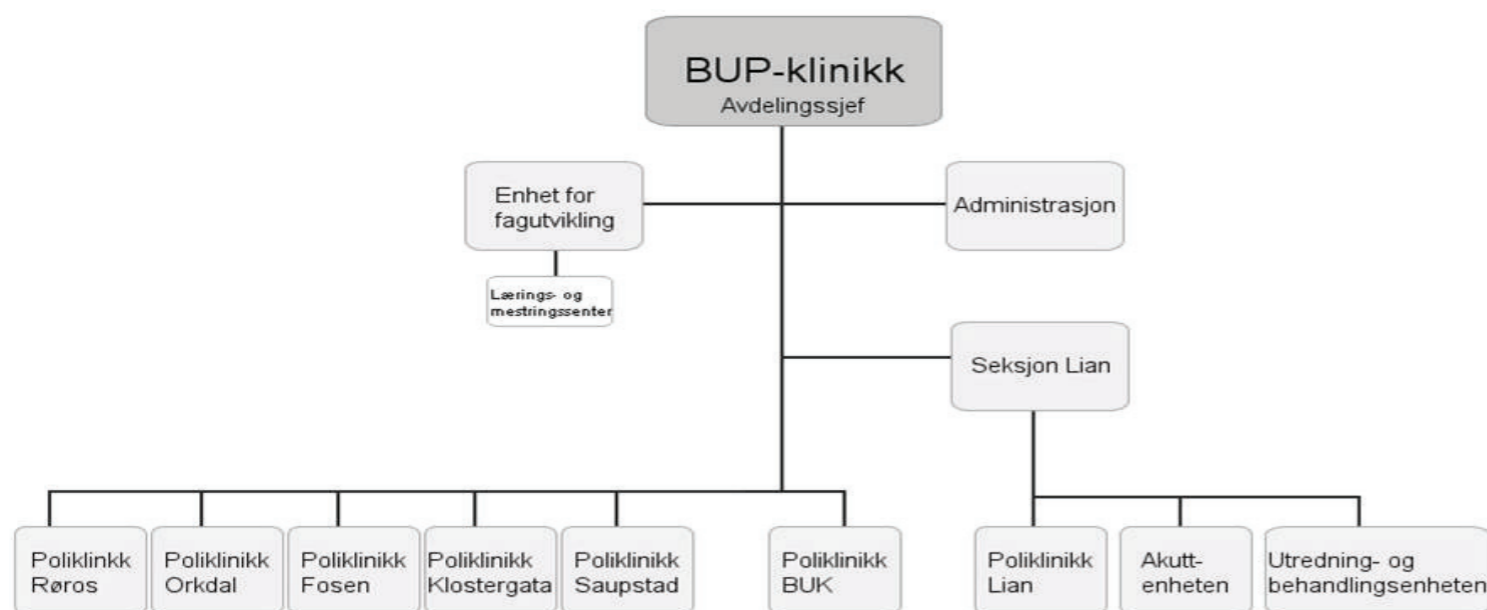 BUP-klinikk
Avdelingssjef
Enhet for
fagutvikling
Administrasjon
Lærings- og
mestringssenter
Seksjon Lian
Poliklinkk
Røros
Poliklinikk
Orkdal
Poliklinikk
Fosen
Poliklinikk
Klostergata
Poliklinikk
Saupstad
Poliklinikk
BUK
Poliklinikk
Lian
Akutt-
enheten
Utredning- og
behandlingsenheten